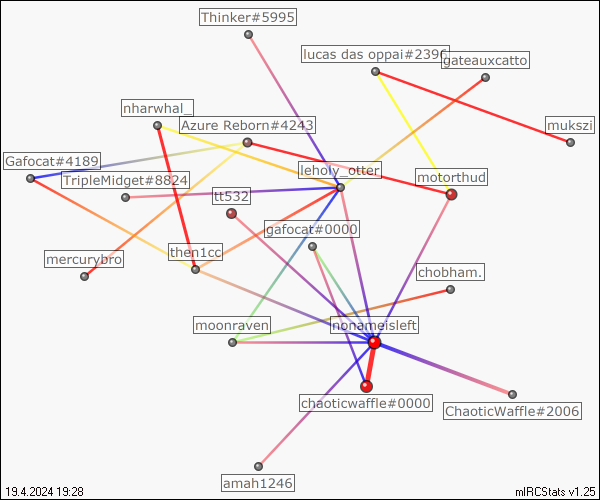 Thinker#5995
lucas das oppai#2396
gateauxcatto
nharwhal_
Azure Reborn#4243
mukszi
Gafocat#4189
TripleMidget#8824
leholy_otter
motorthud
tt532
gafocat#0000
mercurybro
then1cc
chobham.
moonraven
nonameisleft
chaoticwaffle#0000
ChaoticWaffle#2006
amah1246
19.4.2024 19:28
mIRCStats v1.25